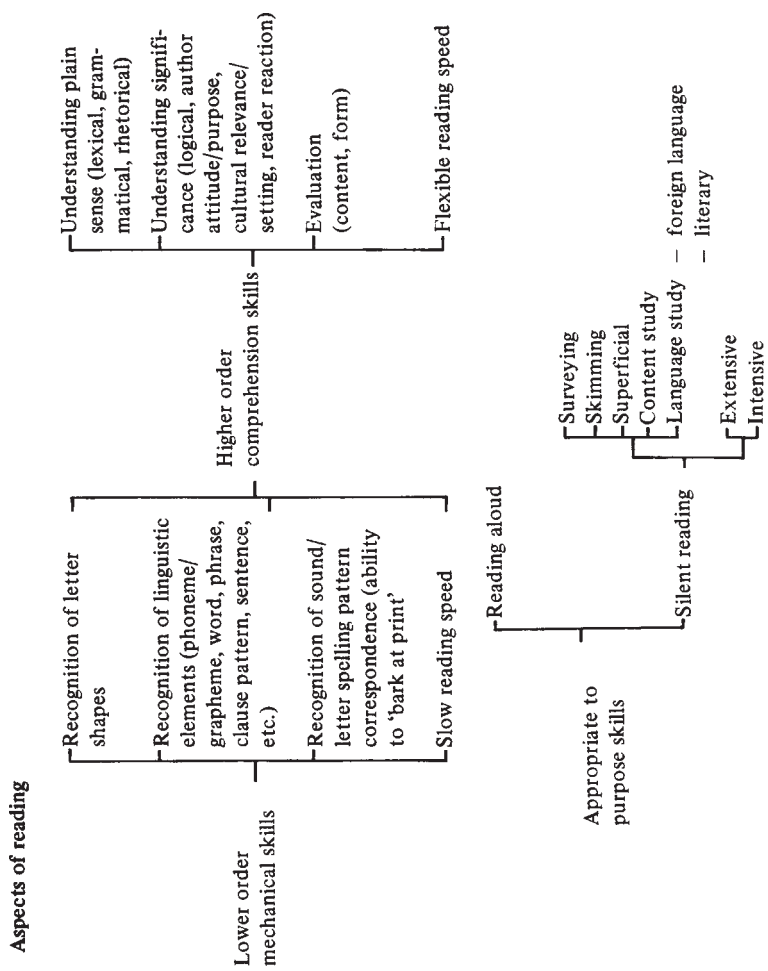 Aspects of reading
Lower order
mechanical skills
Recognition of letter
shapes
Recognition of linguistic
elements (phoneme/
grapheme, word, phrase,
clause pattern, sentence,
etc.)
Recognition of sound/
letter spelling pattern
correspondence (ability
to 'bark at print'
Slow reading speed
Higher order
comprehension skills
Understanding plain
sense (lexical, gram-
matical, rhetorical)
Understanding signifi-
cance (logical, author
attitude/purpose,
cultural relevance/
setting, reader reaction)
Evaluation
(content, form)
Flexible reading speed
Appropriate to
purpose skills
Reading aloud
Silent reading
Surveying
Skimming
Superficial
Content study
Language study – foreign language
– literary
Extensive
Intensive